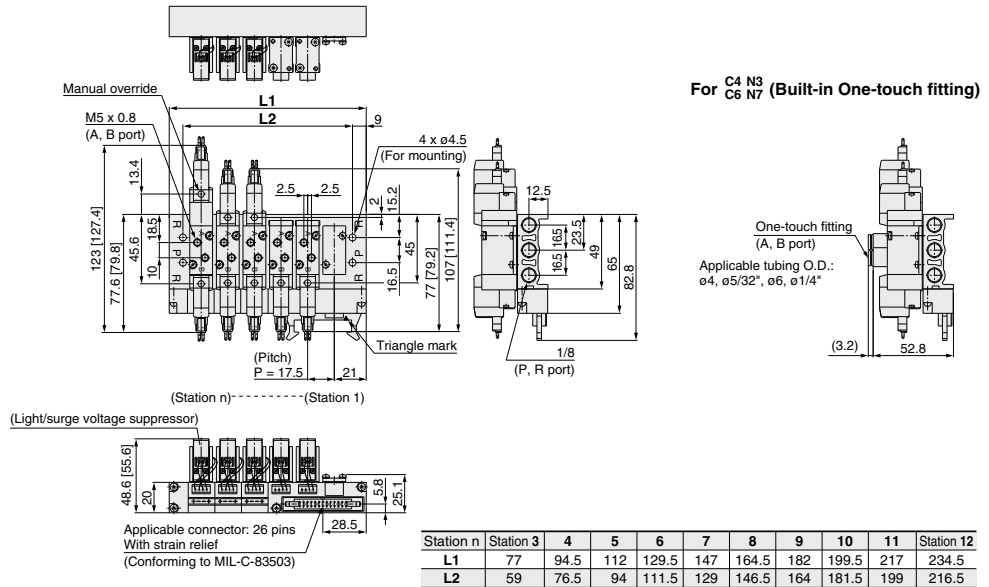 For C4 N3 C6 N7 (Built-in One-touch fitting)
Manual override
L1
M5 x 0.8
(A, B port)
L2
9
4 x ø4.5
(For mounting)
13.4
2.5
2.5
2
15.2
12.5
123 [127.4]
77.6 [79.8]
45.6
18.5
10
R
P
R
A
B
R
P
R
16.5
45
77 [79.2]
107 [111.4]
16.5
16.5
23.5
49
65
82.8
One-touch fitting
(A, B port)
Applicable tubing O.D.:
ø4, ø5/32", ø6, ø1/4"
(3.2)
52.8
Triangle mark
1/8
(P, R port)
(Pitch)
P = 17.5
21
(Station n)
(Station 1)
(Light/surge voltage suppressor)
48.6 [55.6]
20
5.8
25.1
28.5
Applicable connector: 26 pins
With strain relief
(Conforming to MIL-C-83503)
Station n Station 3 4 5 6 7 8 9 10 11 Station 12
L1 77 94.5 112 129.5 147 164.5 182 199.5 217 234.5
L2 59 76.5 94 111.5 129 146.5 164 181.5 199 216.5